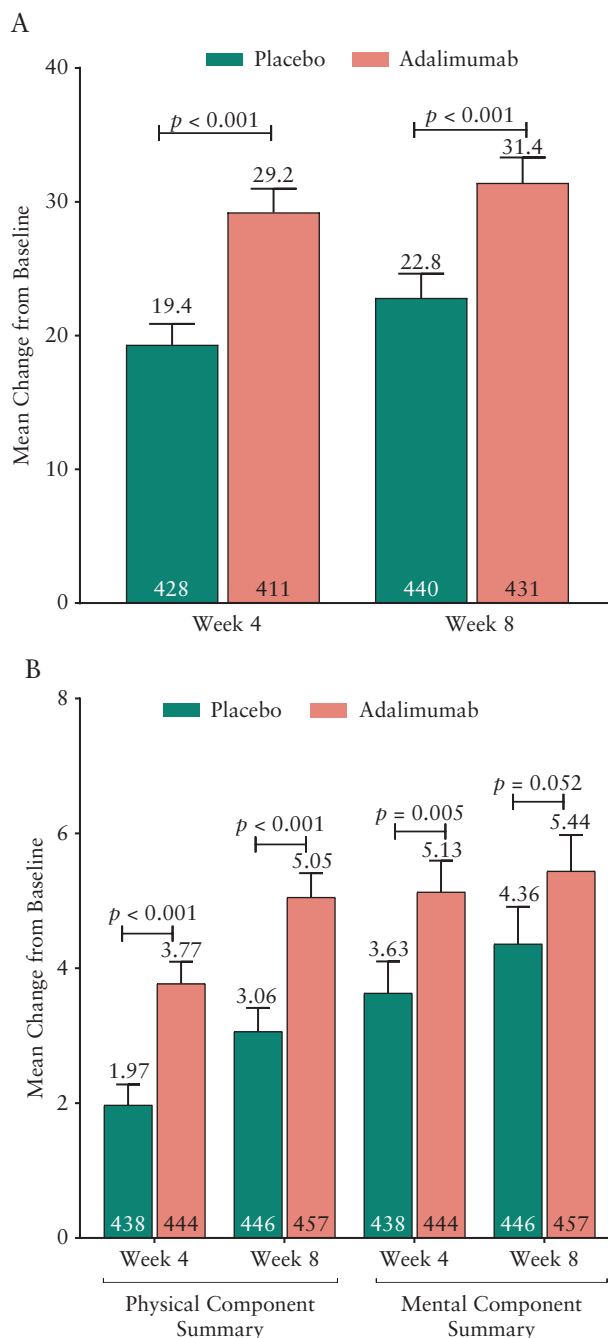 A
Placebo Adalimumab
40
30
20
10
0
Mean Change from Baseline
p < 0.001
p < 0.001
19.4
29.2
22.8
31.4
428 411 440 431
Week 4 Week 8
B
Placebo Adalimumab
8
6
4
2
0
Mean Change from Baseline
p < 0.001
p < 0.001
p = 0.005
p = 0.052
1.97
3.77
3.06
5.05
3.63
5.13
4.36
5.44
438 444 446 457 438 444 446 457
Week 4 Week 8 Week 4 Week 8
Physical Component
Summary
Mental Component
Summary